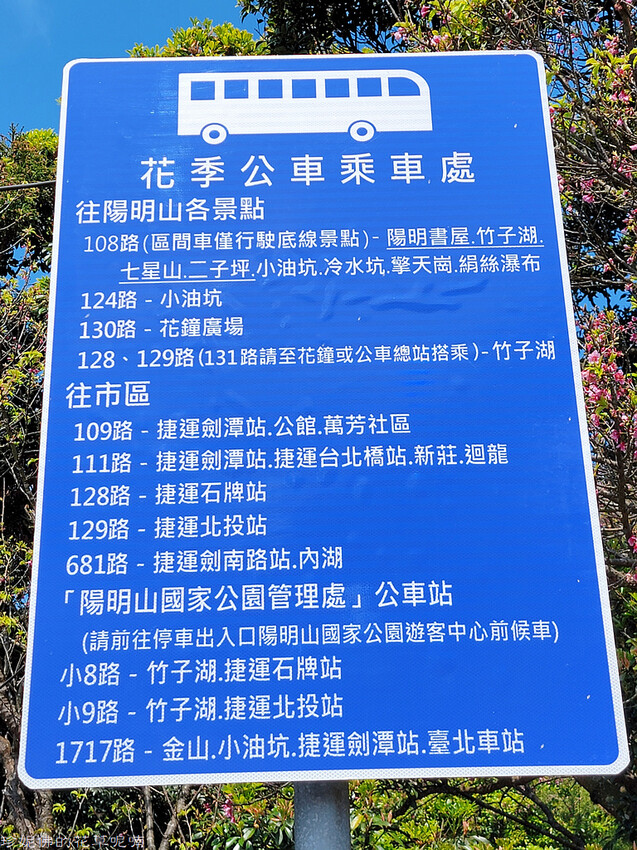 花季公車乘車處
往陽明山各景點
108路(區間車僅行駛底線景點)- 陽明書屋.竹子湖.
七星山.二子坪.小油坑.冷水坑.擎天崗.絹絲瀑布
124路 - 小油坑
130路 - 花鐘廣場
128、129路(131路請至花鐘或公車總站搭乘)-竹子湖
往市區
109路 - 捷運劍潭站.公館.萬芳社區
111路 - 捷運劍潭站.捷運台北橋站.新莊.迴龍
128路 - 捷運石牌站
129路 - 捷運北投站
681路 - 捷運劍南路站.內湖
「陽明山國家公園管理處」公車站
(請前往停車出入口陽明山國家公園遊客中心前候車)
小8路 - 竹子湖.捷運石牌站
小9路 - 竹子湖.捷運北投站
1717路 - 金山.小油坑.捷運劍潭站.臺北車站